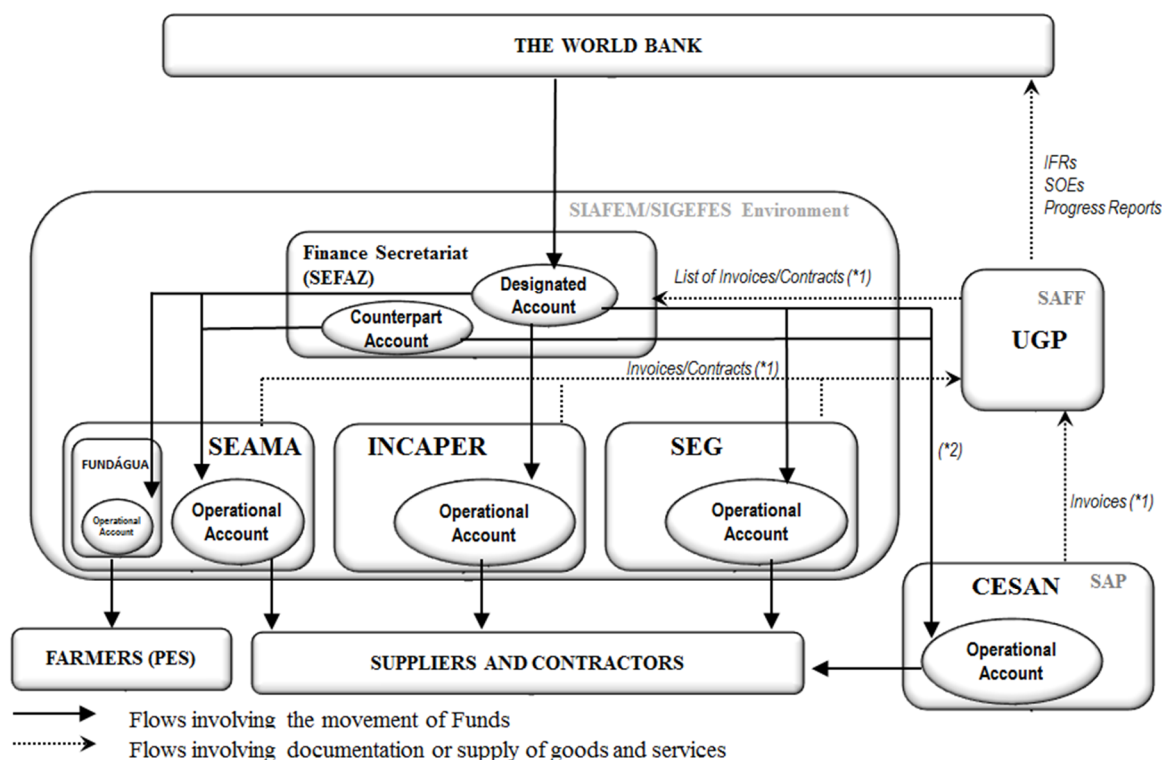 THE WORLD BANK
IFRs
SOEs
Progress Reports
SIAFEM/SIGEFES Environment
Finance Secretariat
(SEFAZ)
Designated
Account
Counterpart
Account
List of Invoices/Contracts (*1)
SAFF
UGP
Invoices/Contracts (*1)
FUNDÁGUA
Operational
Account
SEAMA
Operational
Account
INCAPER
Operational
Account
SEG
Operational
Account
(*2)
Invoices (*1)
CESAN
SAP
Operational
Account
FARMERS (PES)
SUPPLIERS AND CONTRACTORS
Flows involving the movement of Funds
Flows involving documentation or supply of goods and services